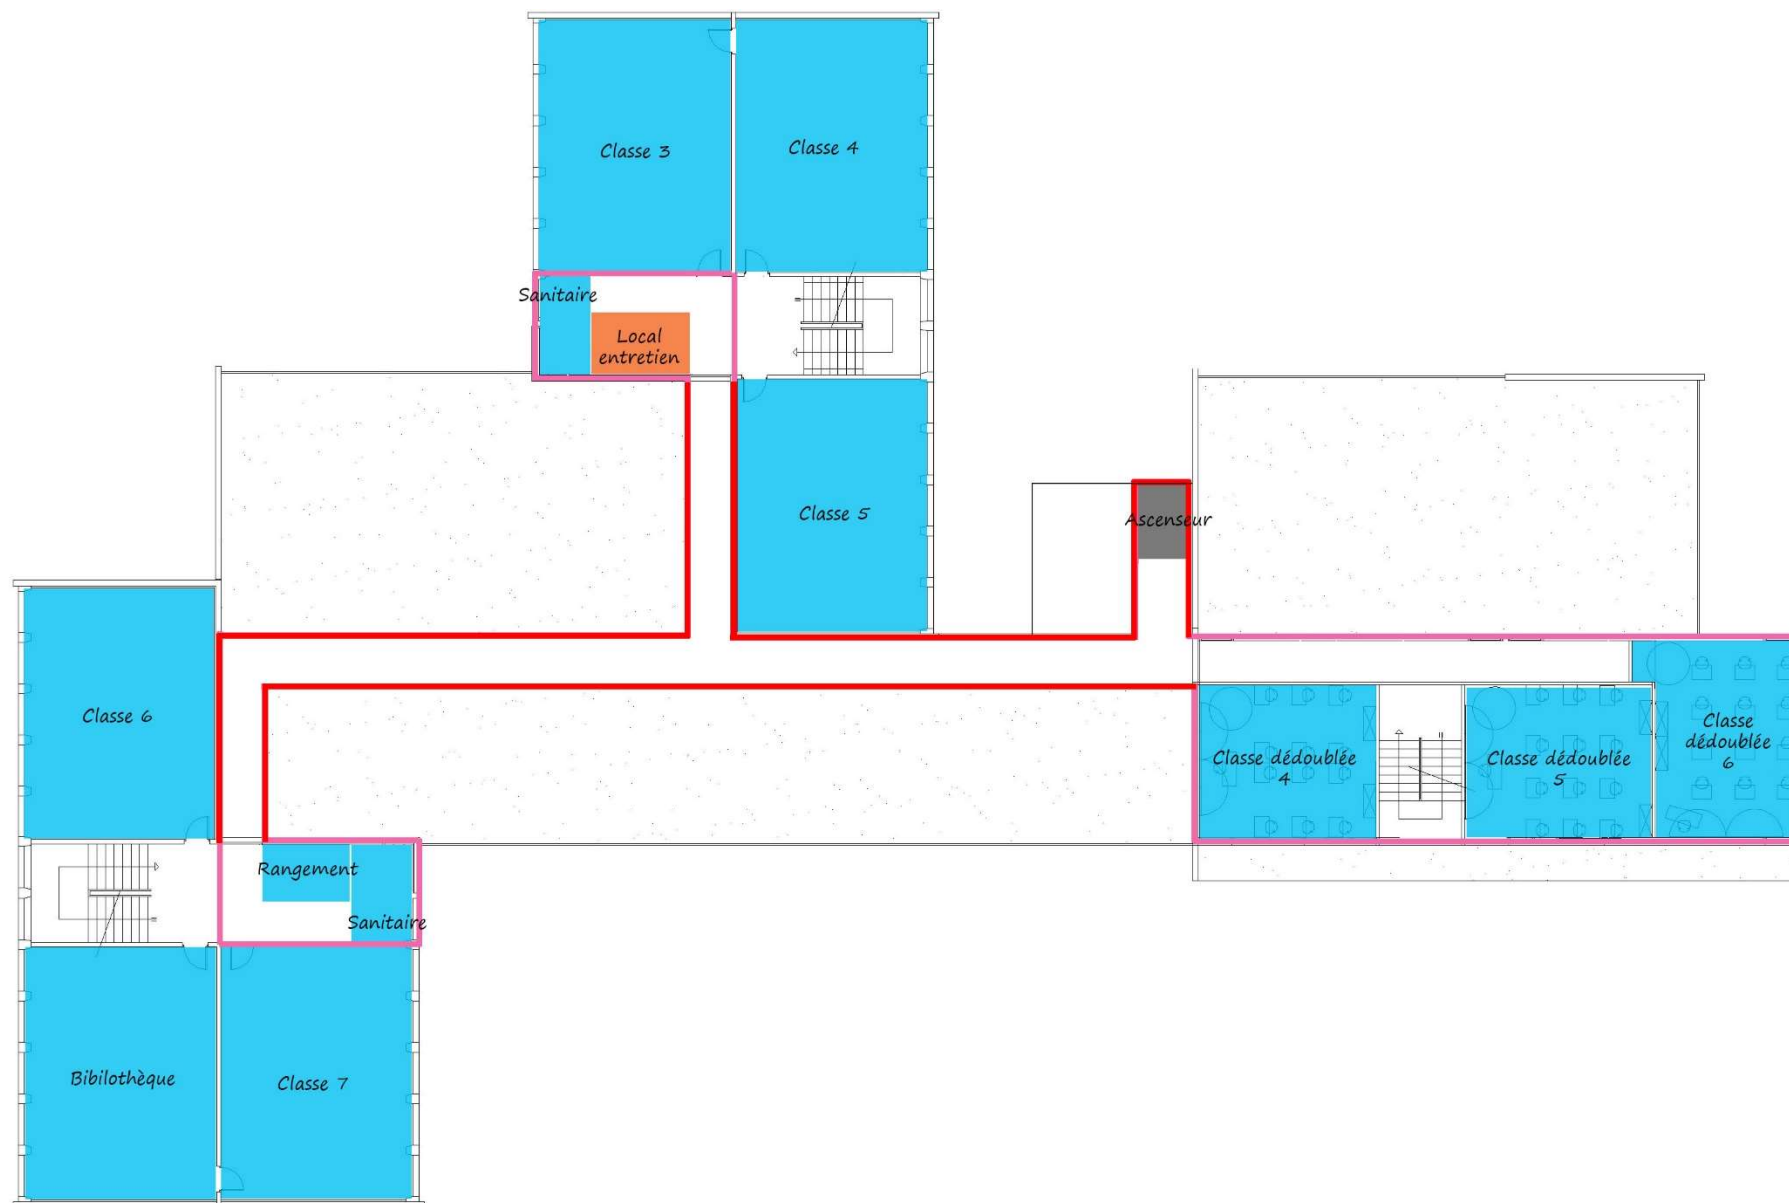 Classe 3
Classe 4
Sanitaire
Local
entretien
Classe 5
Ascenseur
Classe 6
Classe dédoublée
4
Classe dédoublée
5
Classe
dédoublée
6
Rangement
Sanitaire
Bibilothèque
Classe 7